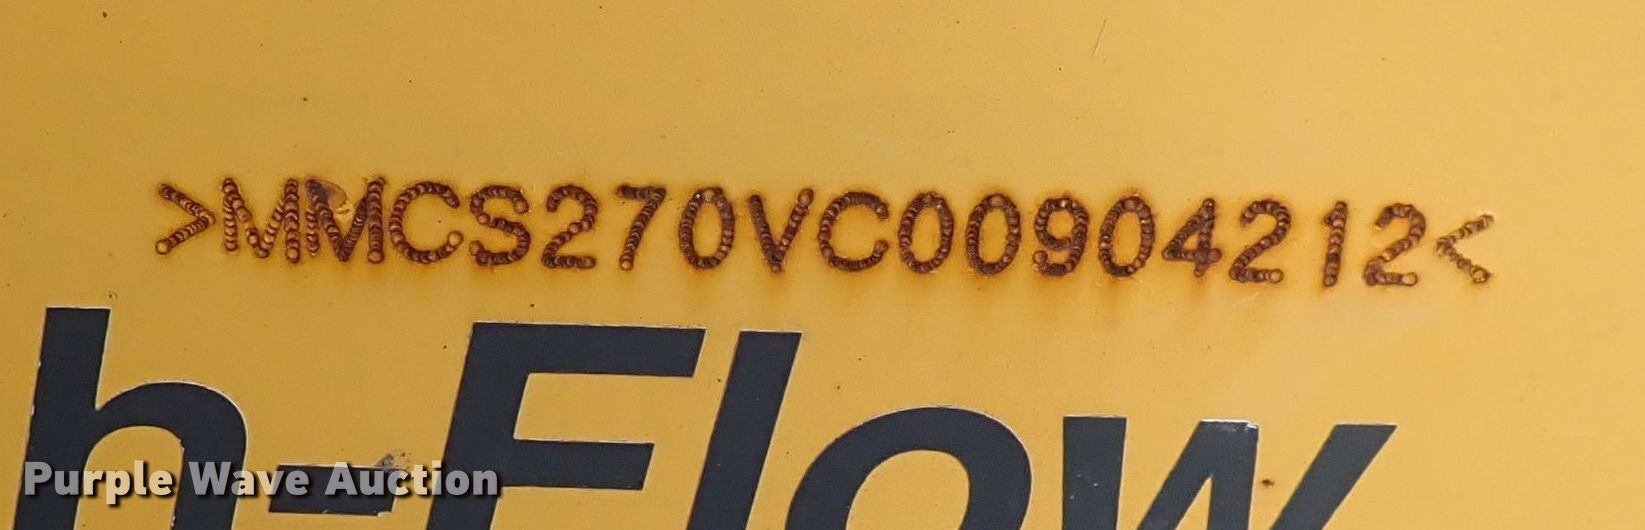 >MMCS270VC00904212<
h-Flow
Purple Wave Auction